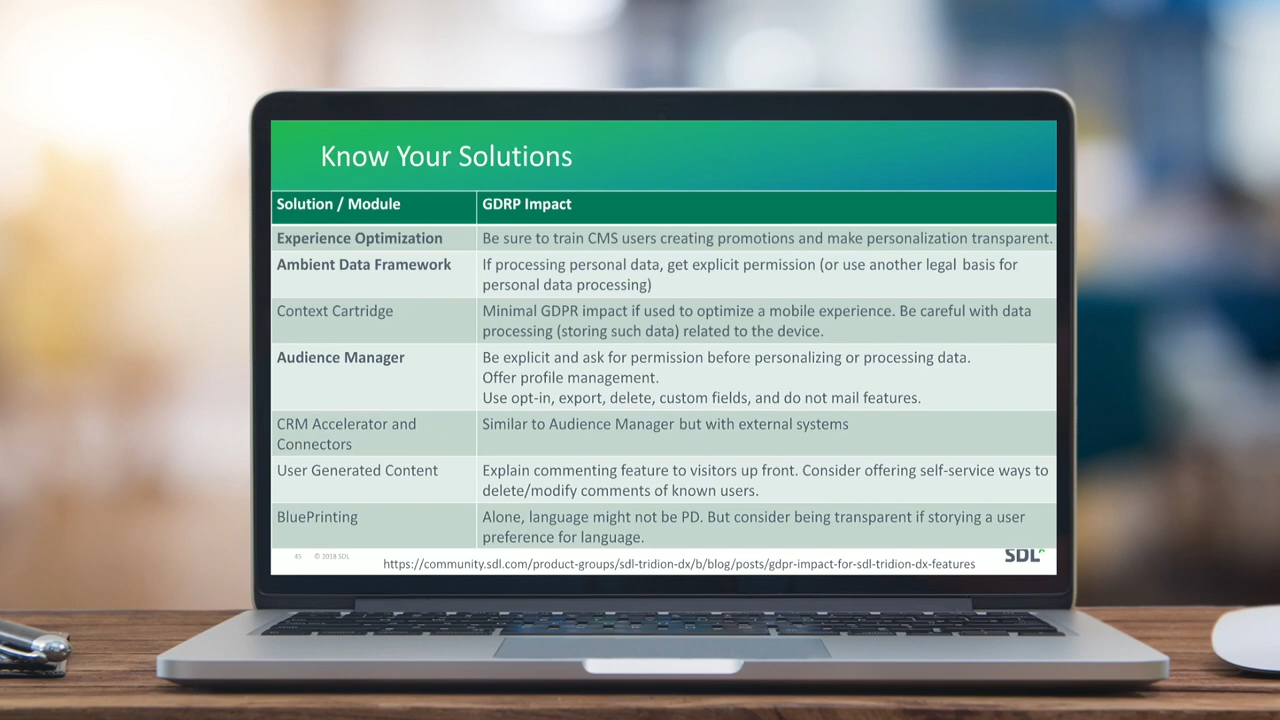 Know Your Solutions
Solution / Module
GDRP Impact
Experience Optimization
Be sure to train CMS users creating promotions and make personalization transparent.
Ambient Data Framework
If processing personal data, get explicit permission (or use another legal basis for
personal data processing)
Context Cartridge
Minimal GDPR impact if used to optimize a mobile experience. Be careful with data
processing (storing such data) related to the device.
Audience Manager
Be explicit and ask for permission before personalizing or processing data.
Offer profile management.
Use opt-in, export, delete, custom fields, and do not mail features.
CRM Accelerator and
Connectors
Similar to Audience Manager but with external systems
User Generated Content
Explain commenting feature to visitors up front. Consider offering self-service ways to
delete/modify comments of known users.
BluePrinting
Alone, language might not be PD. But consider being transparent if storying a user
preference for language.
45 © 2018 SDL
https://community.sdl.com/product-groups/sdl-tridion-dx/b/blog/posts/gdpr-impact-for-sdl-tridion-dx-features
SDL